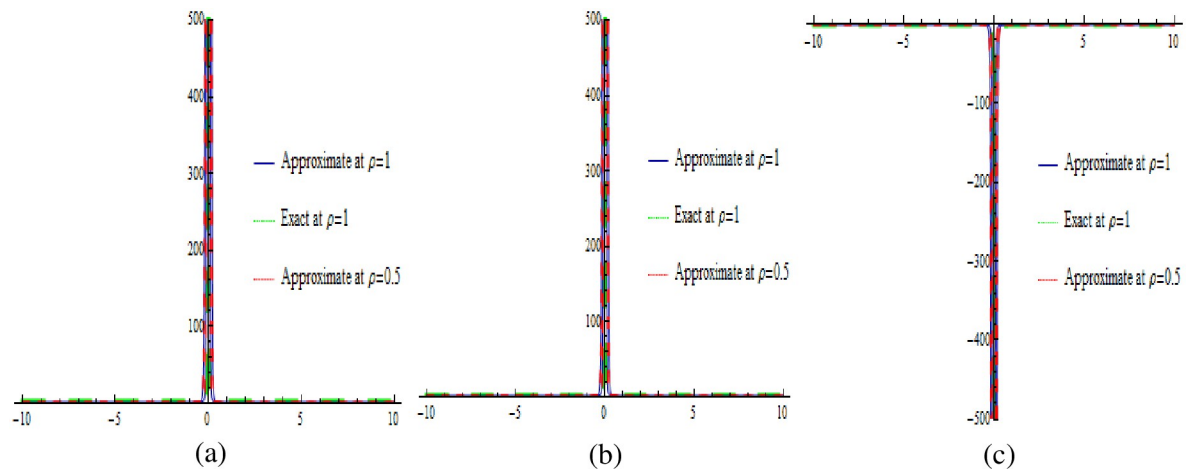 500
400
300
200
100
−10 −5 0 5 10
Approximate at ρ=1
Exact at ρ=1
Approximate at ρ=0.5
(a)
500
400
300
200
100
−10 −5 0 5 10
Approximate at ρ=1
Exact at ρ=1
Approximate at ρ=0.5
(b)
−10 −5 0 5 10
−100
−200
−300
−400
−500
Approximate at ρ=1
Exact at ρ=1
Approximate at ρ=0.5
(c)